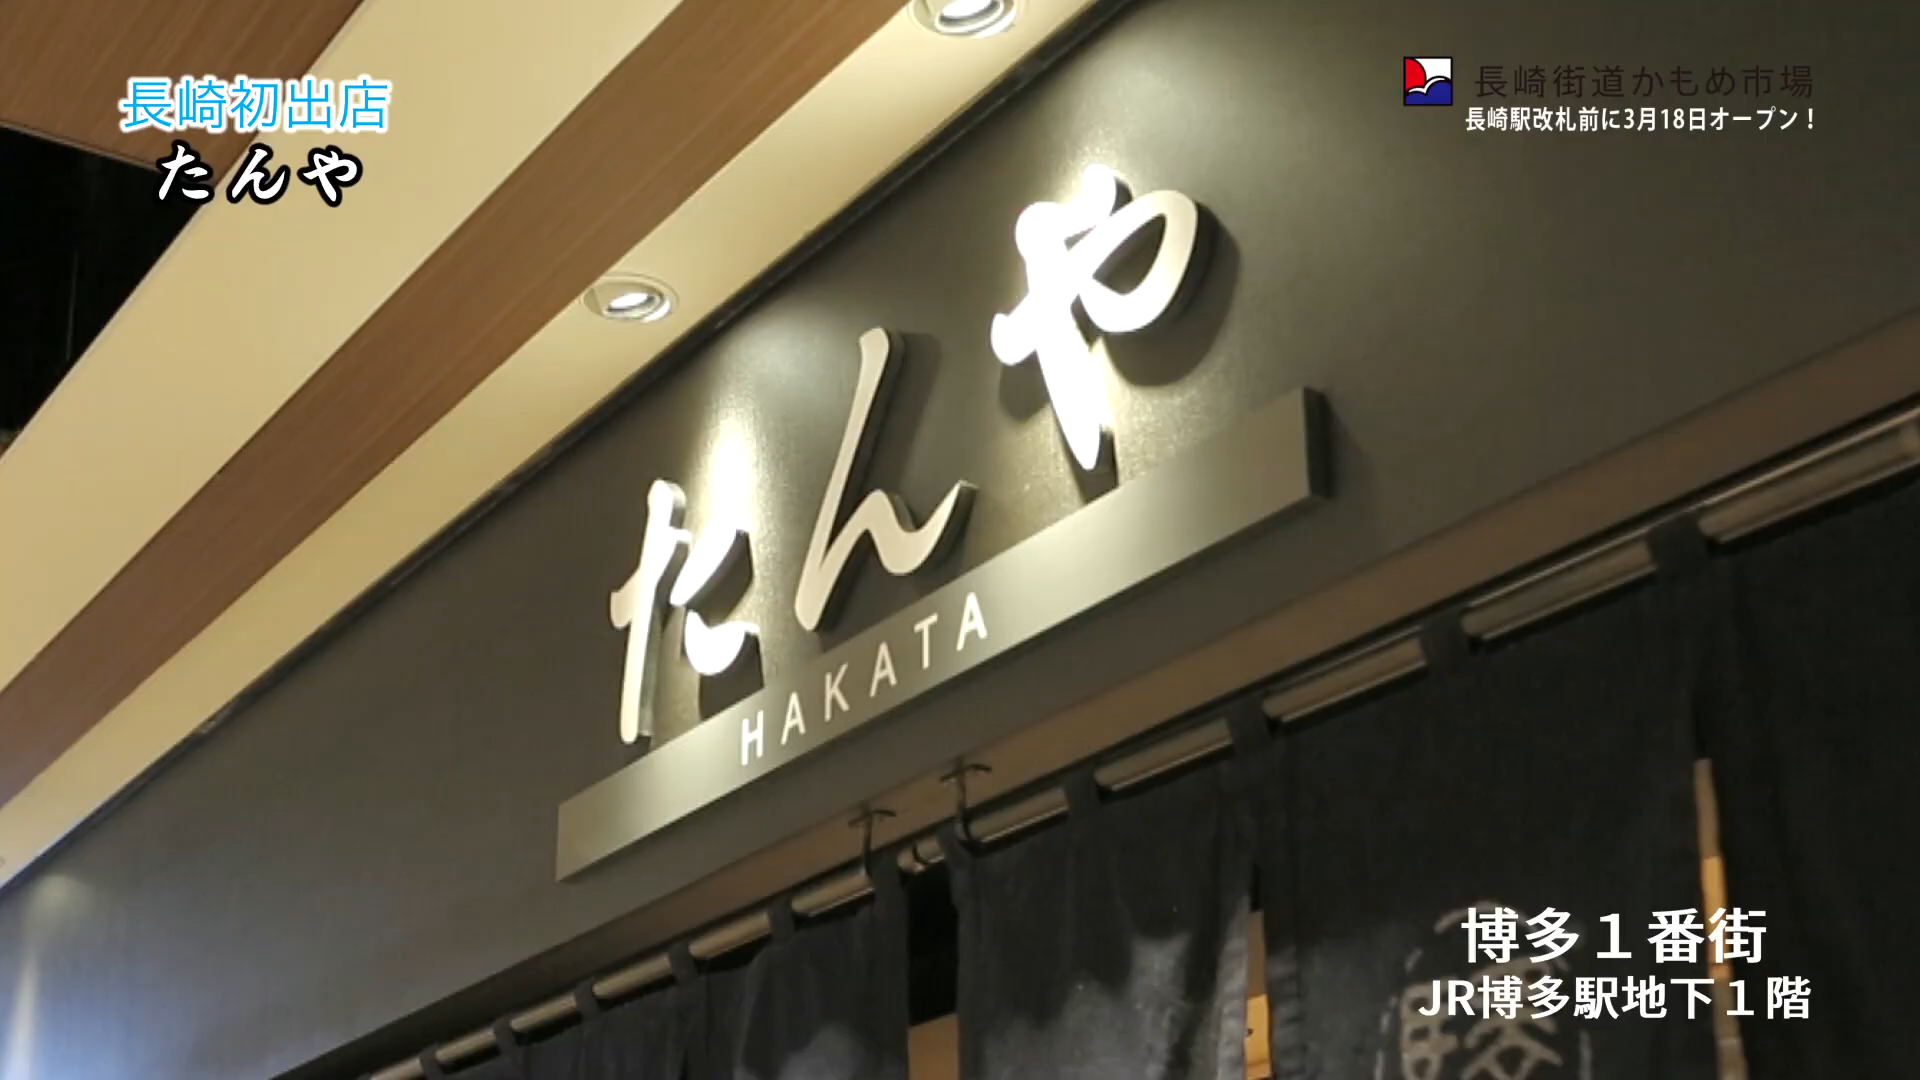 長崎初出店
たんや
長崎街道かもめ市場
長崎駅改札前に3月18日オープン！
たんや
HAKATA
博多１番街
JR博多駅地下１階